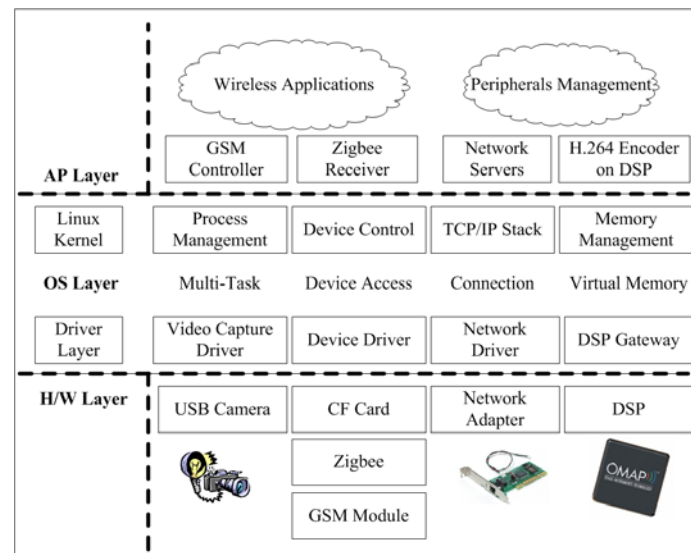 Wireless Applications
Peripherals Management
AP Layer
GSM
Controller
Zigbee
Receiver
Network
Servers
H.264 Encoder
on DSP
Linux
Kernel
Process
Management
Device Control
TCP/IP Stack
Memory
Management
OS Layer
Multi-Task
Device Access
Connection
Virtual Memory
Driver
Layer
Video Capture
Driver
Device Driver
Network
Driver
DSP Gateway
H/W Layer
USB Camera
CF Card
Network
Adapter
DSP
Zigbee
GSM Module
OMAP